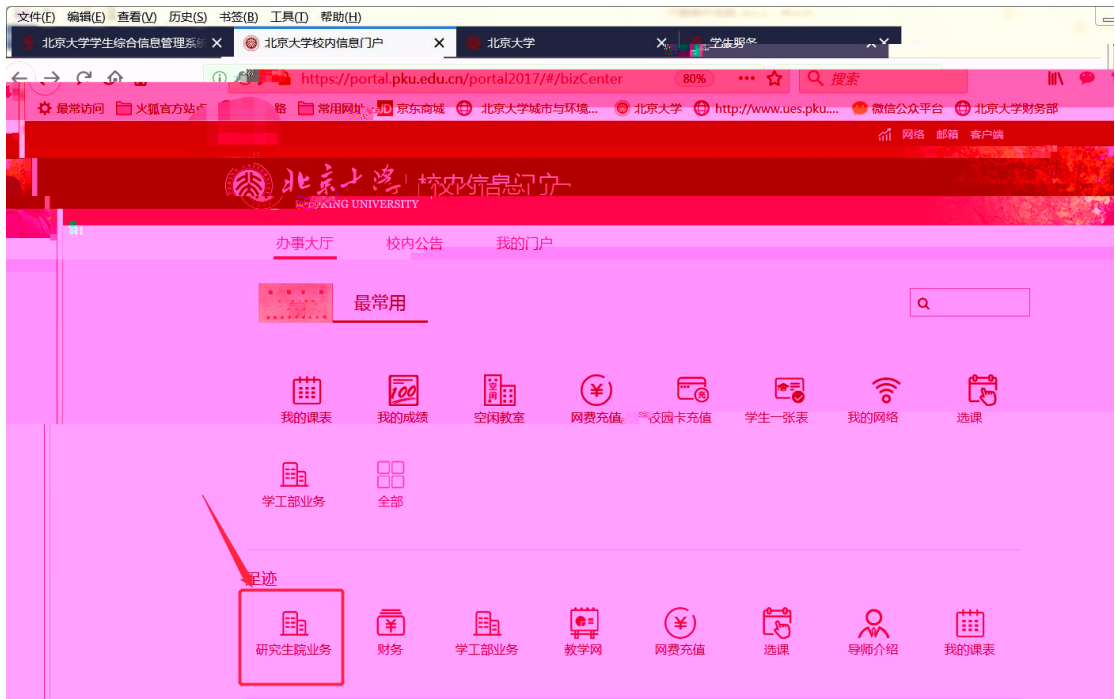 文件(F) 编辑(E) 查看(V) 历史(S) 书签(B) 工具(T) 帮助(H)
北京大学学生综合信息管理系统 北京大学校内信息门户 北京大学
https://portal.pku.edu.cn/portal2017/#/bizCenter 80% 搜索
最常访问 火狐官方站点 常用网址 JD 京东商城 北京大学城市与环境... 北京大学 http://www.ues.pku.... 微信公众平台 北京大学财务部
网络 邮箱 客户端
北京大学 校内信息门户
PEKING UNIVERSITY
办事大厅 校内公告 我的门户
最常用
我的课表 我的成绩 空闲教室 网费充值 校园卡充值 学生一张表 我的网络 选课
学工部业务 全部
足迹
研究生院业务 财务 学工部业务 教学网 网费充值 选课 导师介绍 我的课表